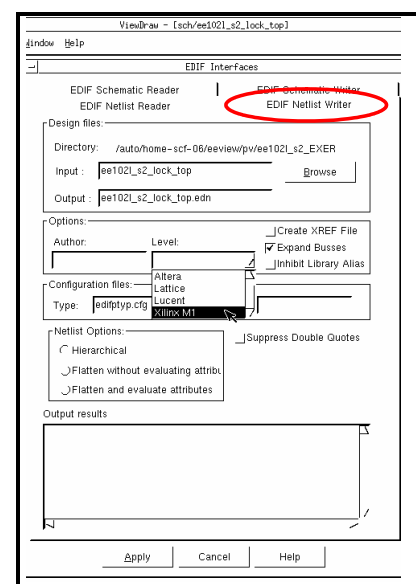 ViewDraw - [sch/ee102l_s2_lock_top]
Window Help
EDIF Interfaces
EDIF Schematic Reader EDIF Schematic Writer
EDIF Netlist Reader EDIF Netlist Writer
Design files:
Directory: /auto/home-scf-06/eeview/pv/ee102l_s2_EXER
Input : ee102l_s2_lock_top Browse
Output : ee102l_s2_lock_top.edn
Options:
Create XREF File
Author: Level: Expand Busses
Inhibit Library Alias
Altera
Configuration files: Lattice
Type: edifptyp.cfg Lucent
Xilinx M1
Netlist Options: Suppress Double Quotes
Hierarchical
Flatten without evaluating attribu
Flatten and evaluate attributes
Output results
Apply Cancel Help